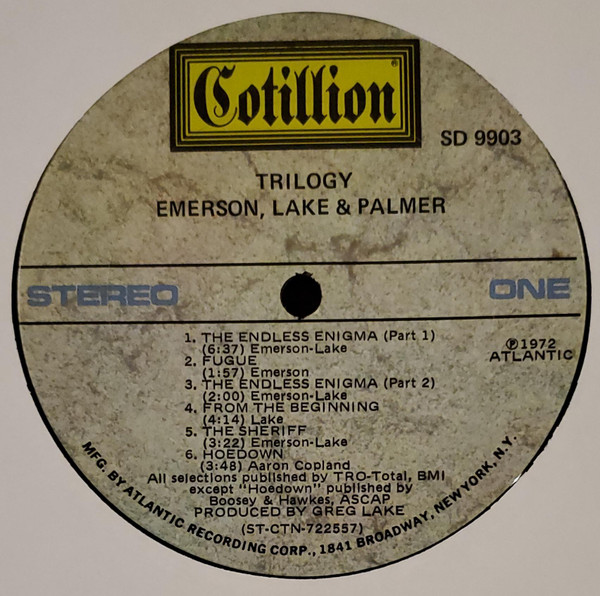 Cotillion®
SD 9903
TRILOGY
EMERSON, LAKE & PALMER
STEREO
ONE
1. THE ENDLESS ENIGMA (Part 1)
(6:37) Emerson-Lake
2. FUGUE
(1:57) Emerson
3. THE ENDLESS ENIGMA (Part 2)
(2:00) Emerson-Lake
4. FROM THE BEGINNING
(4:14) Lake
5. THE SHERIFF
(3:22) Emerson-Lake
6. HOEDOWN
(3:48) Aaron Copland
℗1972
ATLANTIC
All selections published by TRO-Total, BMI
except "Hoedown" published by
Boosey & Hawkes, ASCAP
PRODUCED BY GREG LAKE
(ST-CTN-722557)
MFG. BY ATLANTIC RECORDING CORP., 1841 BROADWAY, NEW YORK, N.Y.